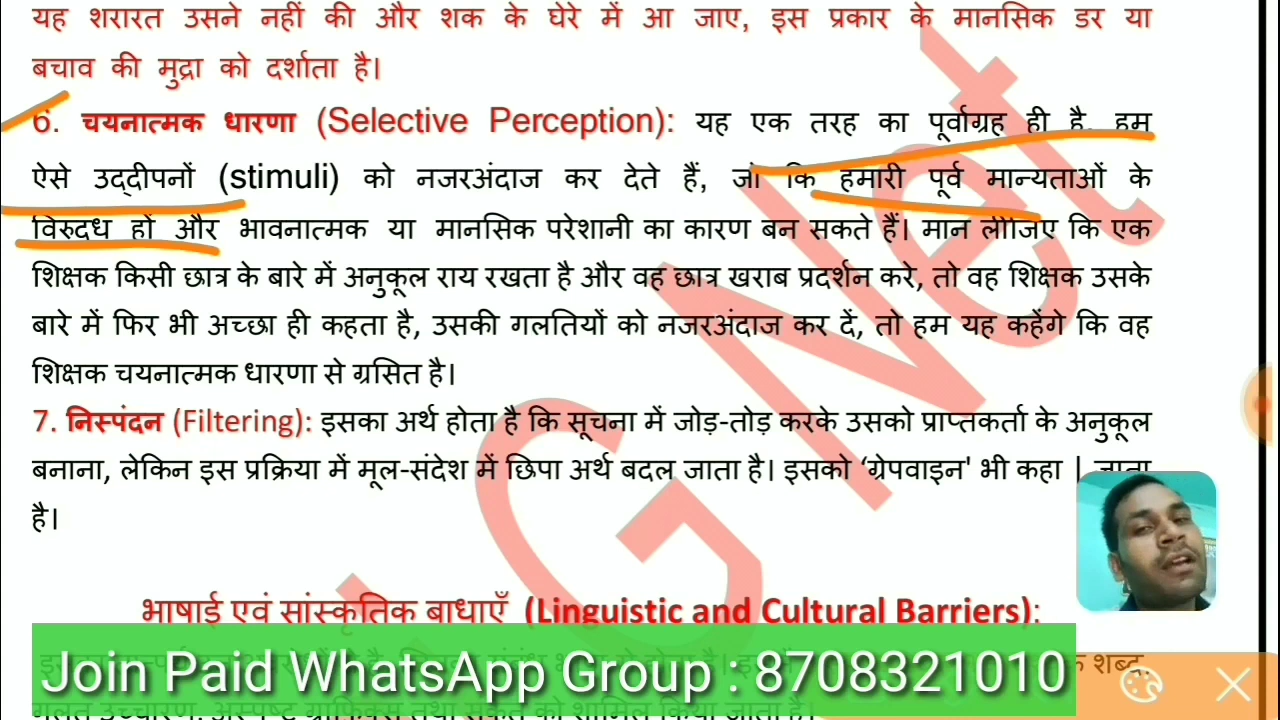 यह शरारत उसने नहीं की और शक के घेरे में आ जाए, इस प्रकार के मानसिक डर या
बचाव की मुद्रा को दर्शाता है।
6. चयनात्मक धारणा (Selective Perception): यह एक तरह का पूर्वाग्रह ही है. हम
ऐसे उद्दीपनों (stimuli) को नजरअंदाज कर देते हैं, जो कि हमारी पूर्व मान्यताओं के
विरुद्ध हों और भावनात्मक या मानसिक परेशानी का कारण बन सकते हैं। मान लीजिए कि एक
शिक्षक किसी छात्र के बारे में अनुकूल राय रखता है और वह छात्र खराब प्रदर्शन करे, तो वह शिक्षक उसके
बारे में फिर भी अच्छा ही कहता है, उसकी गलतियों को नजरअंदाज कर दें, तो हम यह कहेंगे कि वह
शिक्षक चयनात्मक धारणा से ग्रसित है।
7. निस्पंदन (Filtering): इसका अर्थ होता है कि सूचना में जोड़-तोड़ करके उसको प्राप्तकर्ता के अनुकूल
बनाना, लेकिन इस प्रक्रिया में मूल-संदेश में छिपा अर्थ बदल जाता है। इसको ‘ग्रेपवाइन' भी कहा | जाता
है।
भाषाई एवं सांस्कृतिक बाधाएँ (Linguistic and Cultural Barriers):
शब्द,
Join Paid WhatsApp Group : 8708321010
G Net